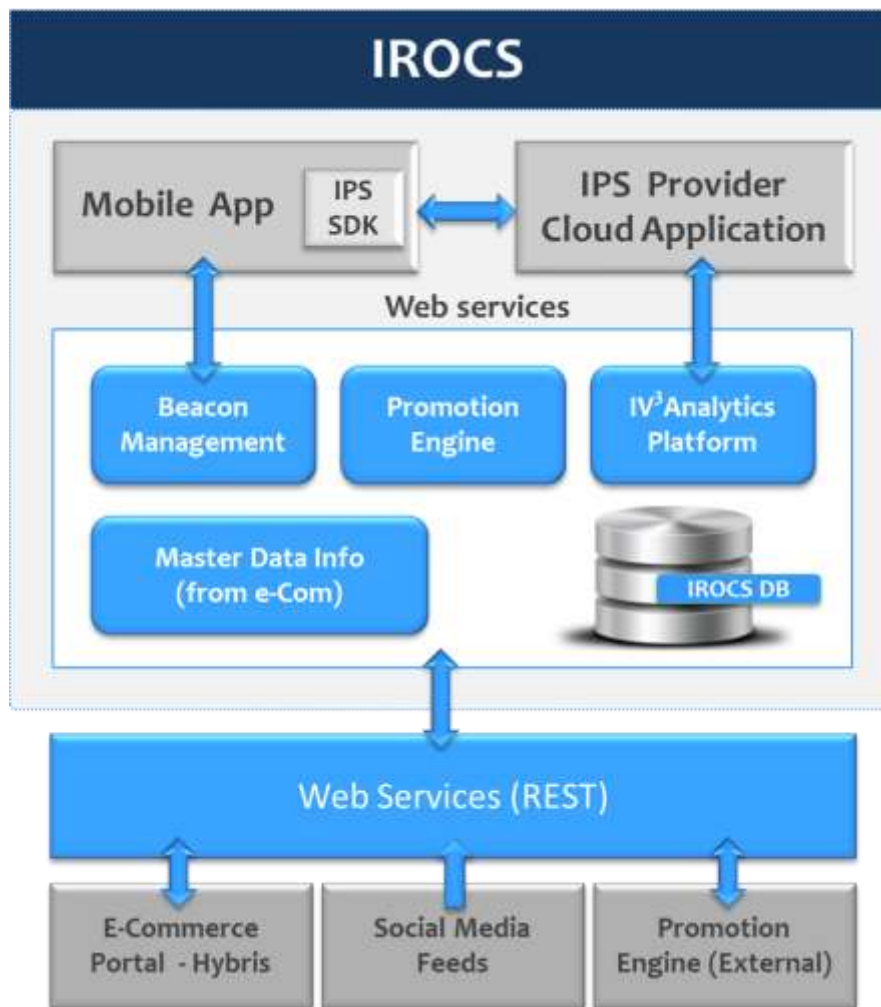 IROCS
Mobile App
IPS
SDK
IPS Provider
Cloud Application
Web services
Beacon
Management
Promotion
Engine
IV³Analytics
Platform
Master Data Info
(from e-Com)
IROCS DB
Web Services (REST)
E-Commerce
Portal - Hybris
Social Media
Feeds
Promotion
Engine (External)